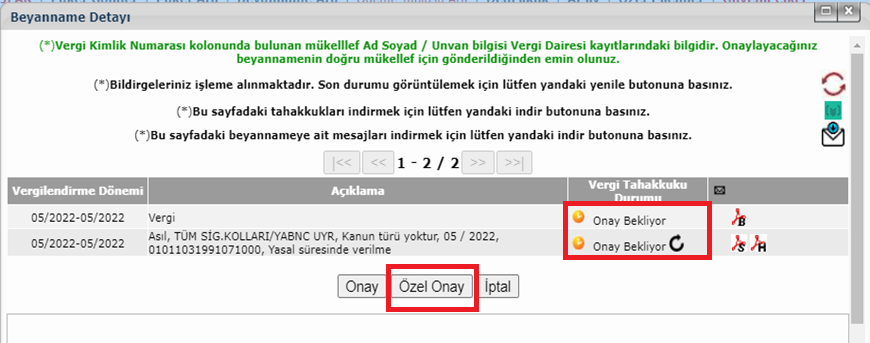 Beyanname Detayı
(*)Vergi Kimlik Numarası kolonunda bulunan mükelllef Ad Soyad / Unvan bilgisi Vergi Dairesi kayıtlarındaki bilgidir. Onaylayacağınız
beyannamenin doğru mükellef için gönderildiğinden emin olunuz.
(*)Bildirgeleriniz işleme alınmaktadır. Son durumu görüntülemek için lütfen yandaki yenile butonuna basınız.
(*)Bu sayfadaki tahakkukları indirmek için lütfen yandaki indir butonuna basınız.
(*)Bu sayfadaki beyannameye ait mesajları indirmek için lütfen yandaki indir butonuna basınız.
|<< << 1 - 2 / 2 >> >>|
Vergilendirme Dönemi Açıklama Vergi Tahakkuku
Durumu
05/2022-05/2022 Vergi Onay Bekliyor B
05/2022-05/2022 Asıl, TÜM SİG.KOLLARI/YABNC UYR, Kanun türü yoktur, 05 / 2022,
01011031991071000, Yasal süresinde verilme Onay Bekliyor S H
Onay Özel Onay İptal